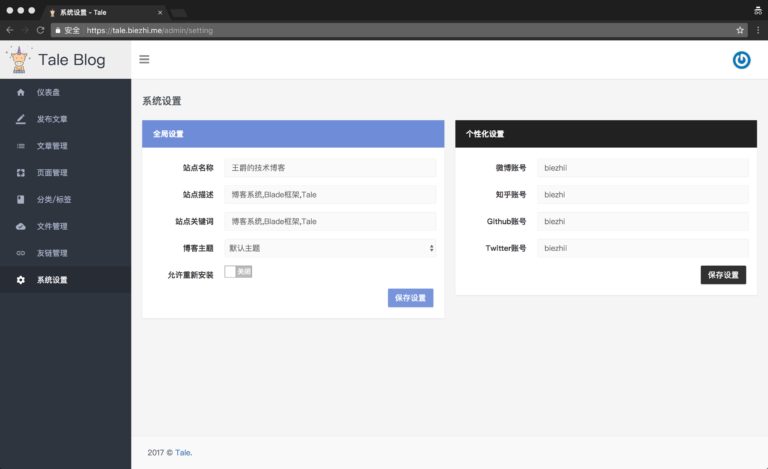 系统设置 - Tale
安全 https://tale.biezhi.me/admin/setting
Tale Blog
仪表盘
发布文章
文章管理
页面管理
分类/标签
文件管理
友链管理
系统设置
系统设置
全局设置
站点名称 王爵的技术博客
站点描述 博客系统,Blade框架,Tale
站点关键词 博客系统,Blade框架,Tale
博客主题 默认主题
允许重新安装 关闭
保存设置
个性化设置
微博账号 biezhii
知乎账号 biezhi
Github账号 biezhi
Twitter账号 biezhii
保存设置
2017 © Tale.